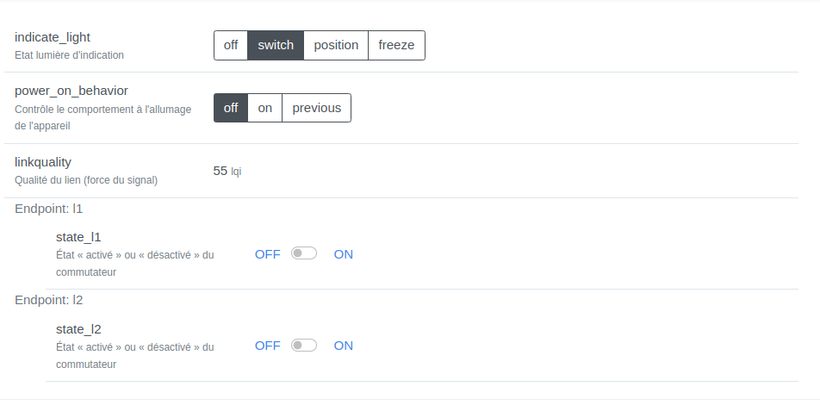 indicate_light
Etat lumière d'indication
off switch position freeze
power_on_behavior
Contrôle le comportement à l'allumage
de l'appareil
off on previous
linkquality
Qualité du lien (force du signal)
55 lqi
Endpoint: l1
state_l1
État « activé » ou « désactivé » du
commutateur
OFF ON
Endpoint: l2
state_l2
État « activé » ou « désactivé » du
commutateur
OFF ON